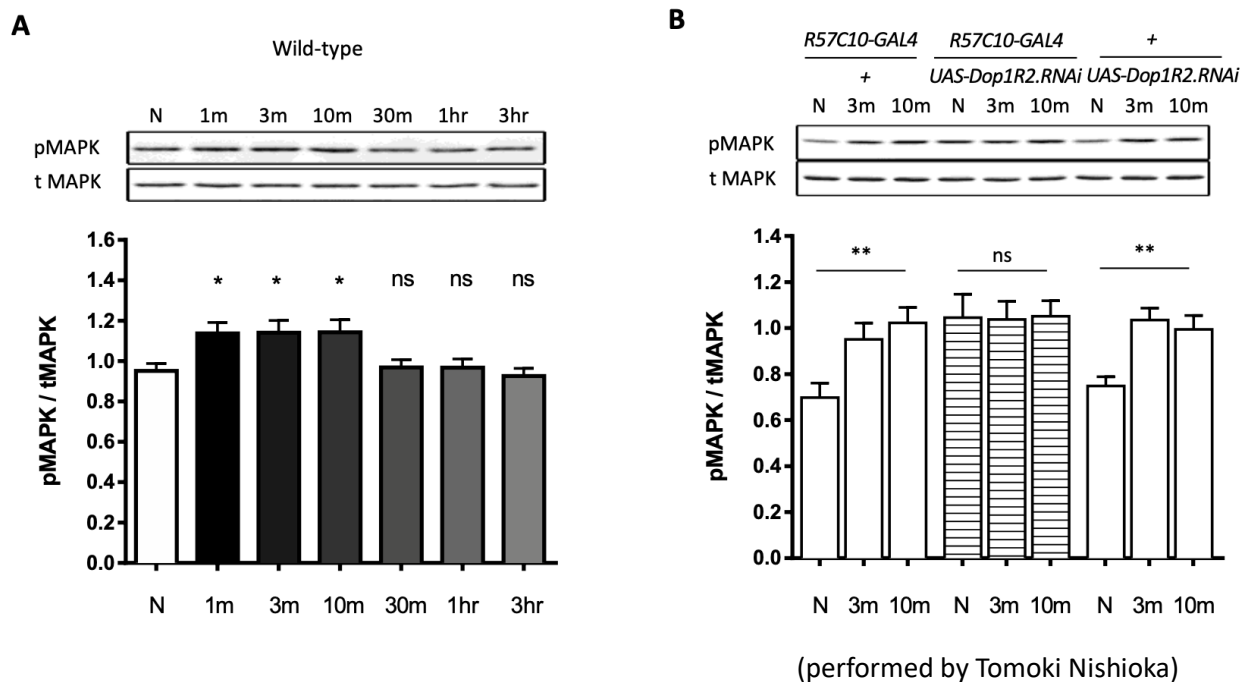 A
Wild-type
N 1m 3m 10m 30m 1hr 3hr
pMAPK
t MAPK
1.6
1.4
1.2
1.0
0.8
0.6
0.4
0.2
0.0
pMAPK / tMAPK
* * * ns ns ns
N 1m 3m 10m 30m 1hr 3hr
B
R57C10-GAL4 R57C10-GAL4 +
+ UAS-Dop1R2.RNAi UAS-Dop1R2.RNAi
N 3m 10m N 3m 10m N 3m 10m
pMAPK
t MAPK
1.4
1.2
1.0
0.8
0.6
0.4
0.2
0.0
pMAPK / tMAPK
** ns **
N 3m 10m N 3m 10m N 3m 10m
(performed by Tomoki Nishioka)